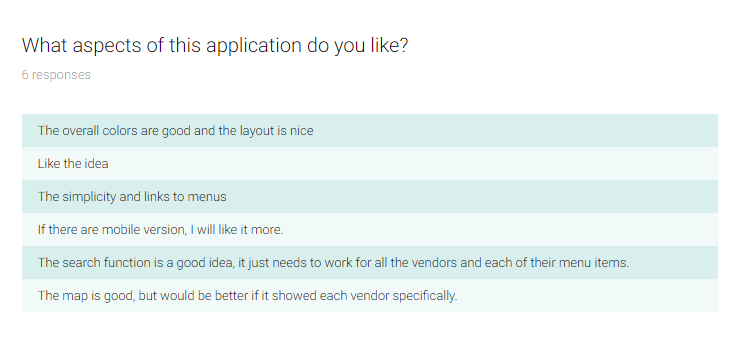 What aspects of this application do you like?
6 responses
The overall colors are good and the layout is nice
Like the idea
The simplicity and links to menus
If there are mobile version, I will like it more.
The search function is a good idea, it just needs to work for all the vendors and each of their menu items.
The map is good, but would be better if it showed each vendor specifically.